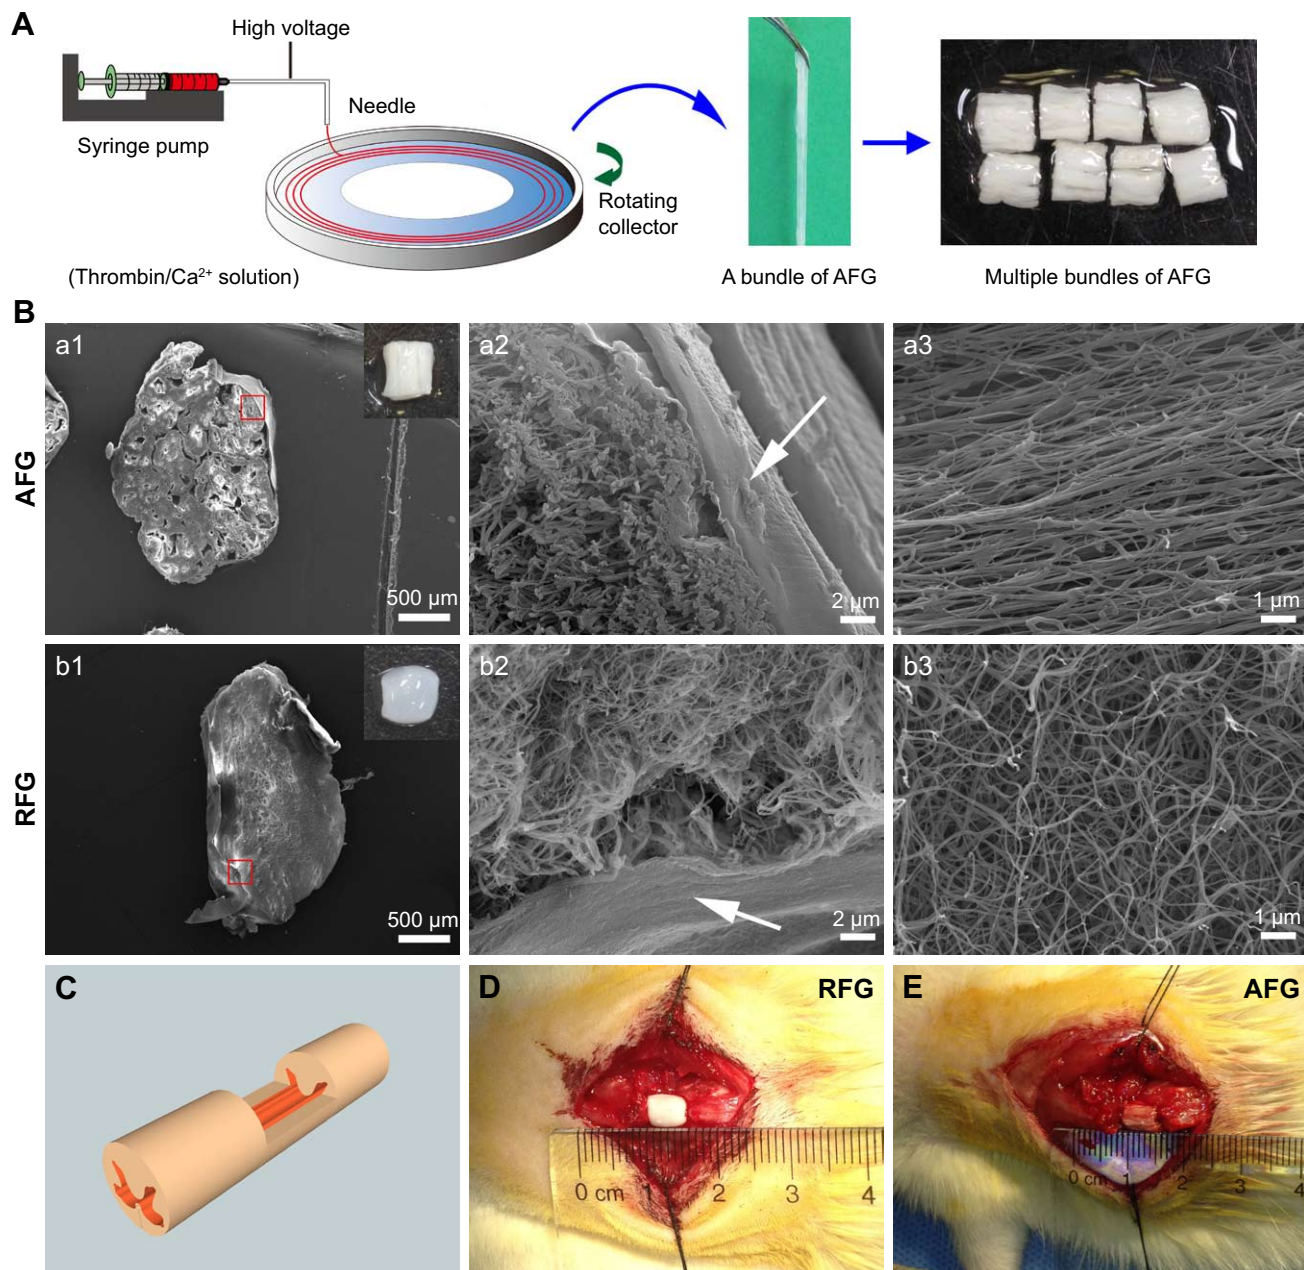 A
High voltage
Needle
Syringe pump
Rotating
collector
(Thrombin/Ca²⁺ solution)
A bundle of AFG
Multiple bundles of AFG
B
AFG
a1
500 µm
a2
2 µm
a3
1 µm
RFG
b1
500 µm
b2
2 µm
b3
1 µm
C
D
RFG
0 cm 1 2 3 4
E
AFG
0 cm 1 2 3 4